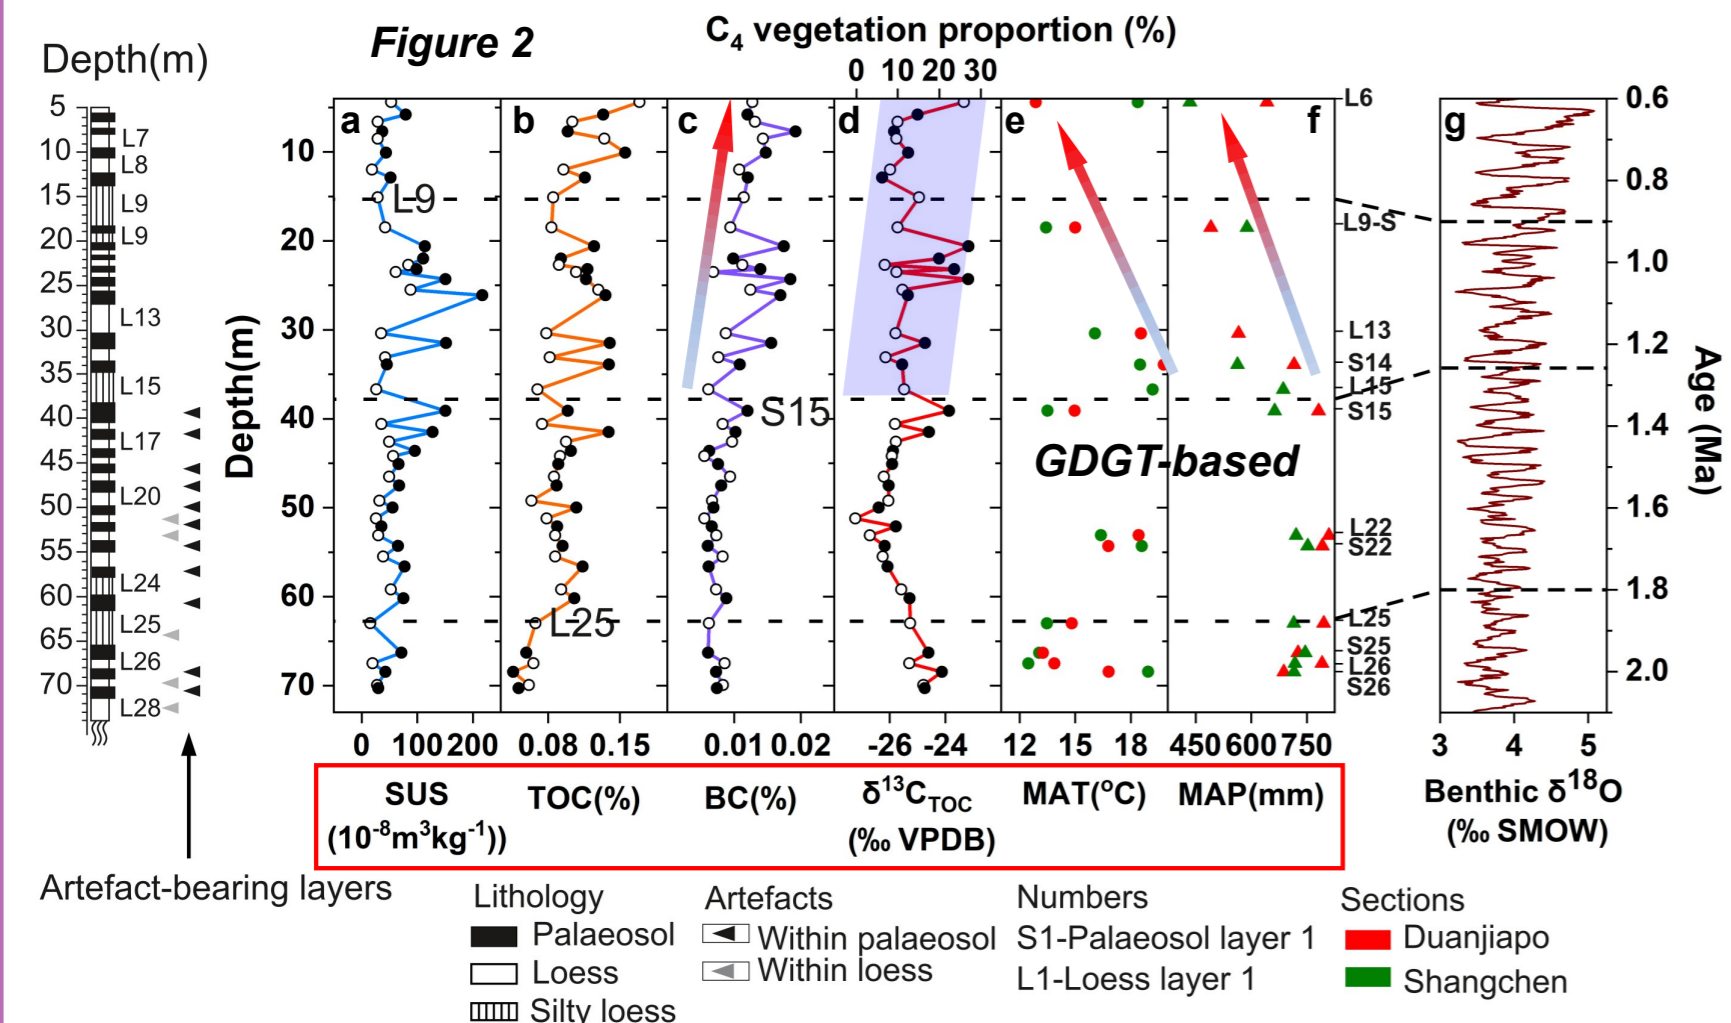 Figure 2
C4 vegetation proportion (%)
0 10 20 30
Depth(m)
5
10
15
20
25
30
35
40
45
50
55
60
65
70
L7
L8
L9
L9
L13
L15
L17
L20
L24
L25
L26
L28
Artefact-bearing layers
Depth(m)
10
20
30
40
50
60
70
a b c d e f g
L9
S15
L25
GDGT-based
L6
L9-S
L13
S14
L15
S15
L22
S22
L25
S25
L26
S26
0.6
0.8
1.0
1.2
1.4
1.6
1.8
2.0
Age (Ma)
0 100 200 0.08 0.15 0.01 0.02 -26 -24 12 15 18 450 600 750 3 4 5
SUS
(10⁻⁸m³kg⁻¹))
TOC(%)
BC(%)
δ¹³CTOC
(‰ VPDB)
MAT(°C)
MAP(mm)
Benthic δ¹⁸O
(‰ SMOW)
Lithology
Palaeosol
Loess
Silty loess
Artefacts
Within palaeosol
Within loess
Numbers
S1-Palaeosol layer 1
L1-Loess layer 1
Sections
Duanjiapo
Shangchen